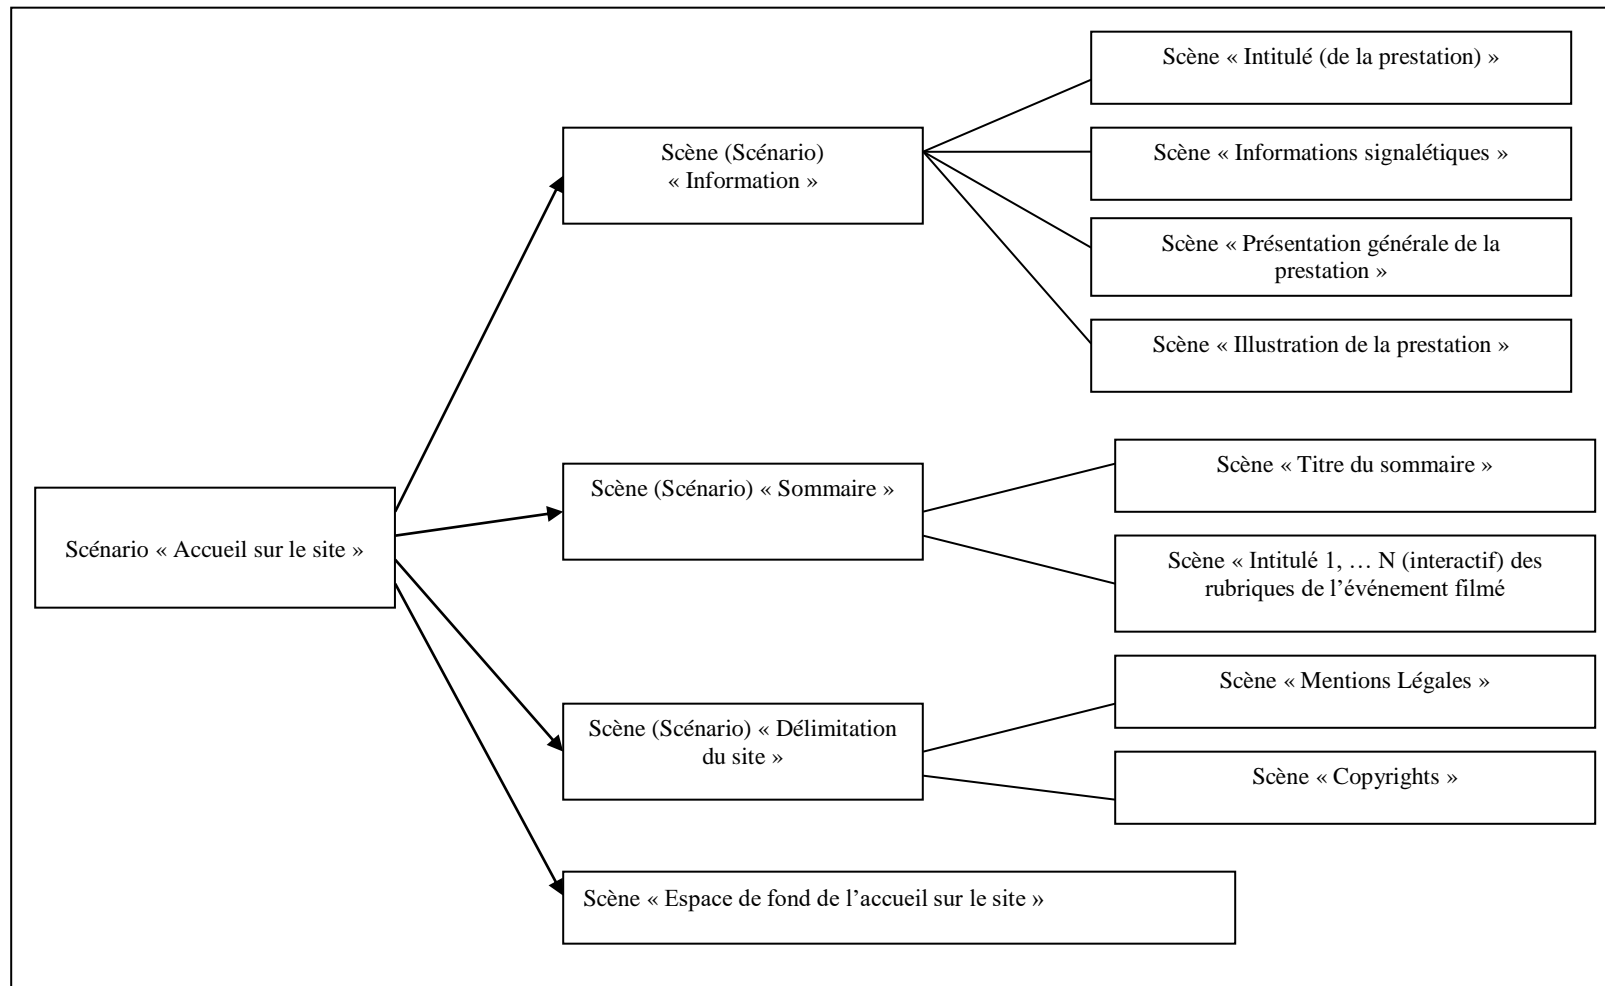 Scène « Intitulé (de la prestation) »
Scène (Scénario)
« Information »
Scène « Informations signalétiques »
Scène « Présentation générale de la
prestation »
Scène « Illustration de la prestation »
Scénario « Accueil sur le site »
Scène (Scénario) « Sommaire »
Scène « Titre du sommaire »
Scène « Intitulé 1, … N (interactif) des
rubriques de l’événement filmé
Scène (Scénario) « Délimitation
du site »
Scène « Mentions Légales »
Scène « Copyrights »
Scène « Espace de fond de l’accueil sur le site »